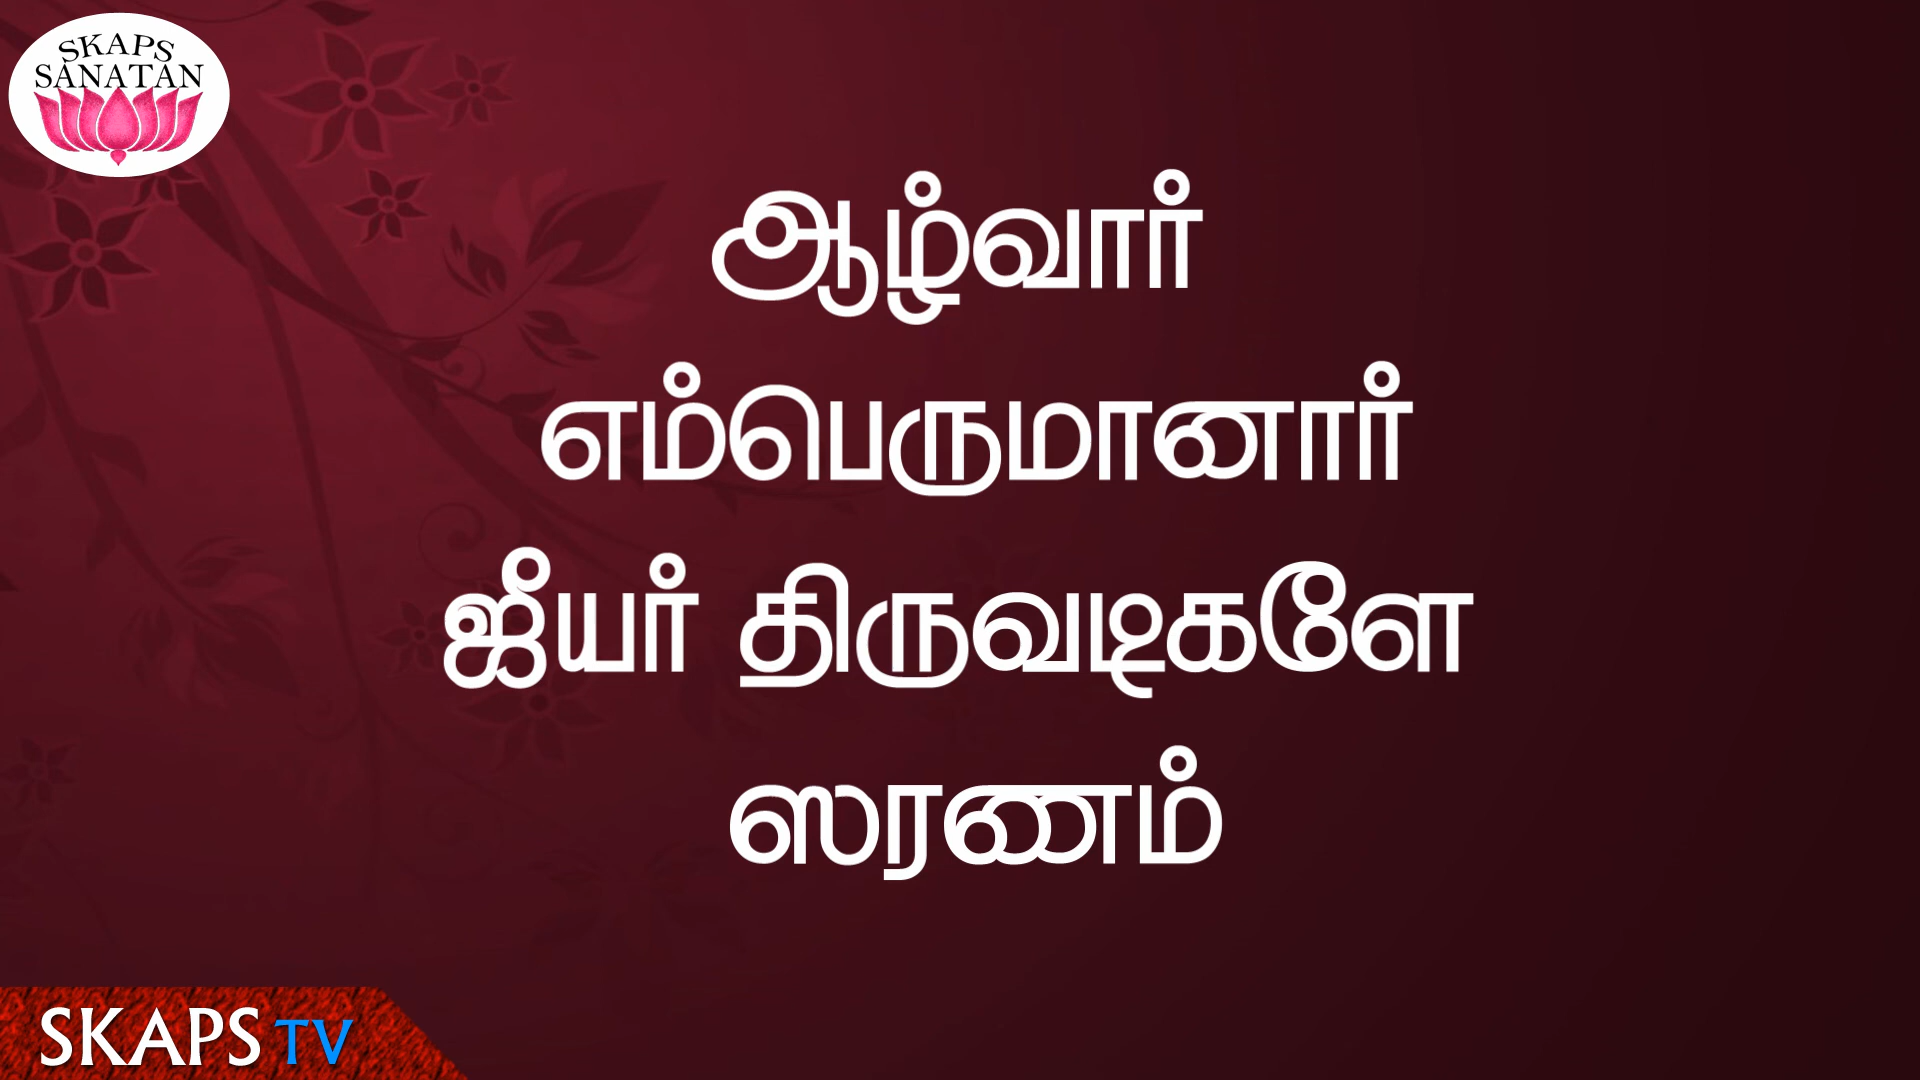 SKAPS
SANATAN
ஆழ்வார்
எம்பெருமானார்
ஜீயர் திருவடிகளே
ஸரணம்
SKAPS TV